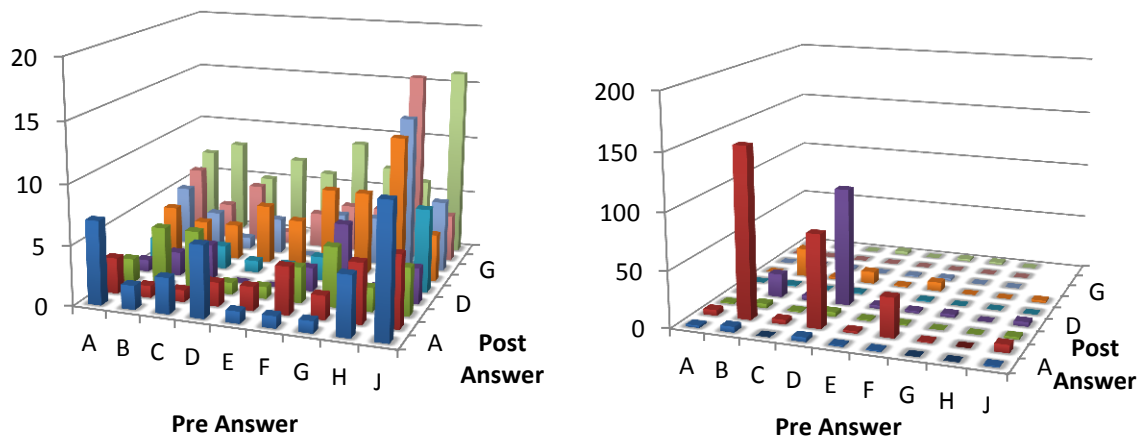 20
15
10
5
0
A B C D E F G H J
A D G
Post
Answer
Pre Answer
200
150
100
50
0
A B C D E F G H J
A D G
Post
Answer
Pre Answer